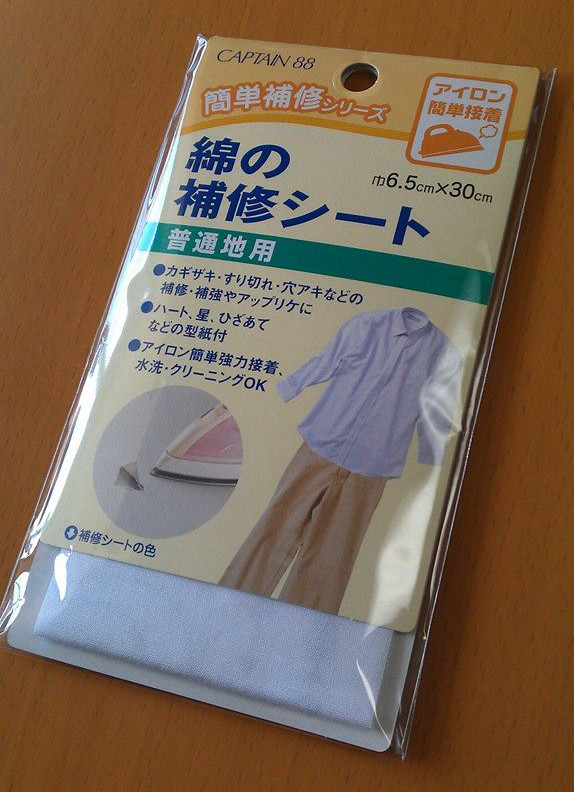 CAPTAIN 88
簡単補修シリーズ
アイロン
簡単接着
綿の
補修シート
巾6.5cm×30cm
普通地用
●カギザキ・すり切れ・穴アキなどの
補修・補強やアップリケに
●ハート、星、ひざあて
などの型紙付
●アイロン簡単強力接着、
水洗・クリーニングOK
補修シートの色